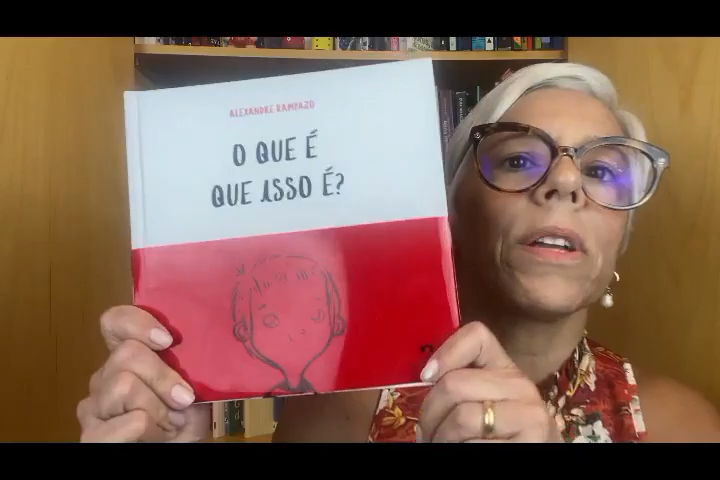 ALEXANDRE RAMPAZO
O QUE É
QUE ISSO É?